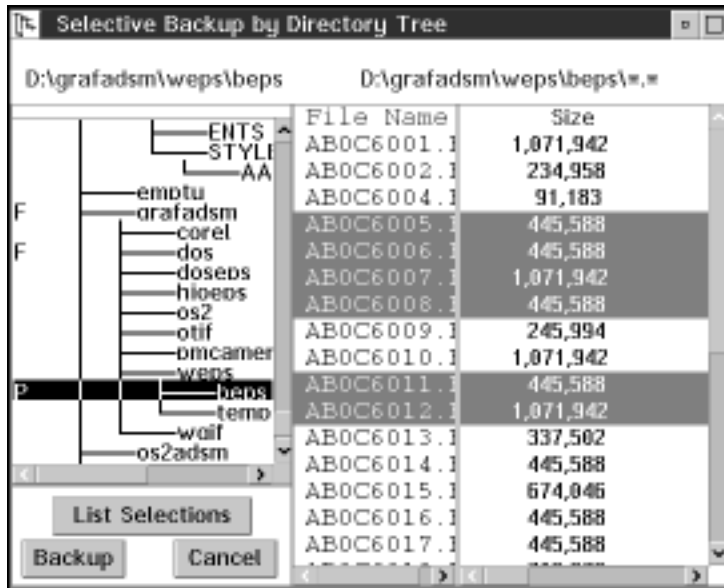 Selective Backup by Directory Tree
D:\grafadsm\weps\beps
D:\grafadsm\weps\beps\*.*
ENTS
STYLE
AA
empty
F grafadsm
corel
F dos
doseps
hipeps
os2
otif
pmcamer
weps
P beps
temp
wgif
os2adsm
File Name Size
AB0C6001.I 1,071,942
AB0C6002.I 234,958
AB0C6004.I 91,183
AB0C6005.I 445,588
AB0C6006.I 445,588
AB0C6007.I 1,071,942
AB0C6008.I 445,588
AB0C6009.I 245,994
AB0C6010.I 1,071,942
AB0C6011.I 445,588
AB0C6012.I 1,071,942
AB0C6013.I 337,502
AB0C6014.I 445,588
AB0C6015.I 674,046
AB0C6016.I 445,588
AB0C6017.I 445,588
List Selections
Backup
Cancel